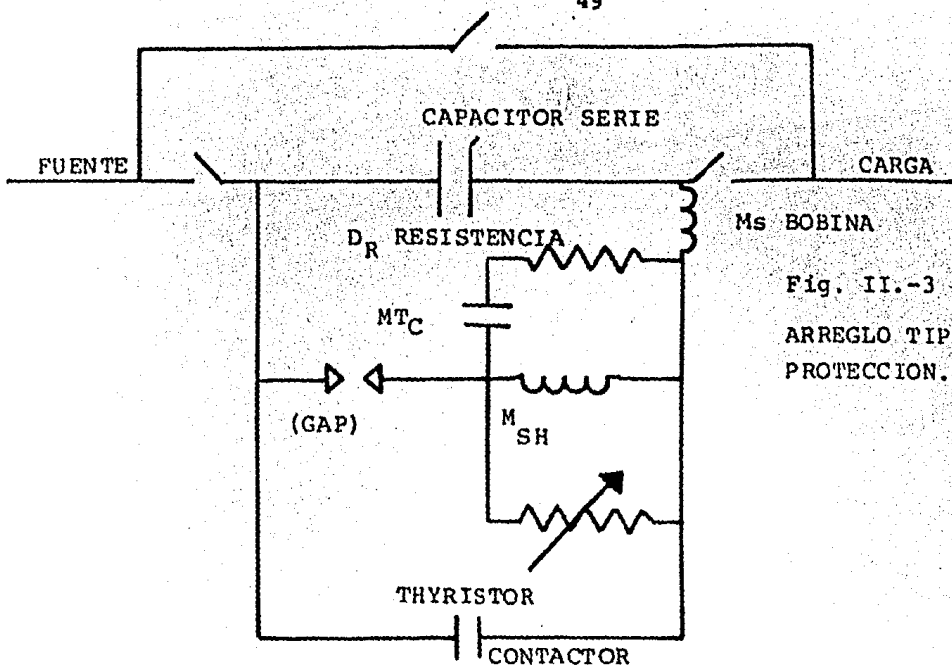 49
CAPACITOR SERIE
FUENTE
CARGA
D_R RESISTENCIA
Ms BOBINA
Fig. II.-3
MT_C
ARREGLO TIP
PROTECCION.
(GAP)
M_SH
THYRISTOR
CONTACTOR